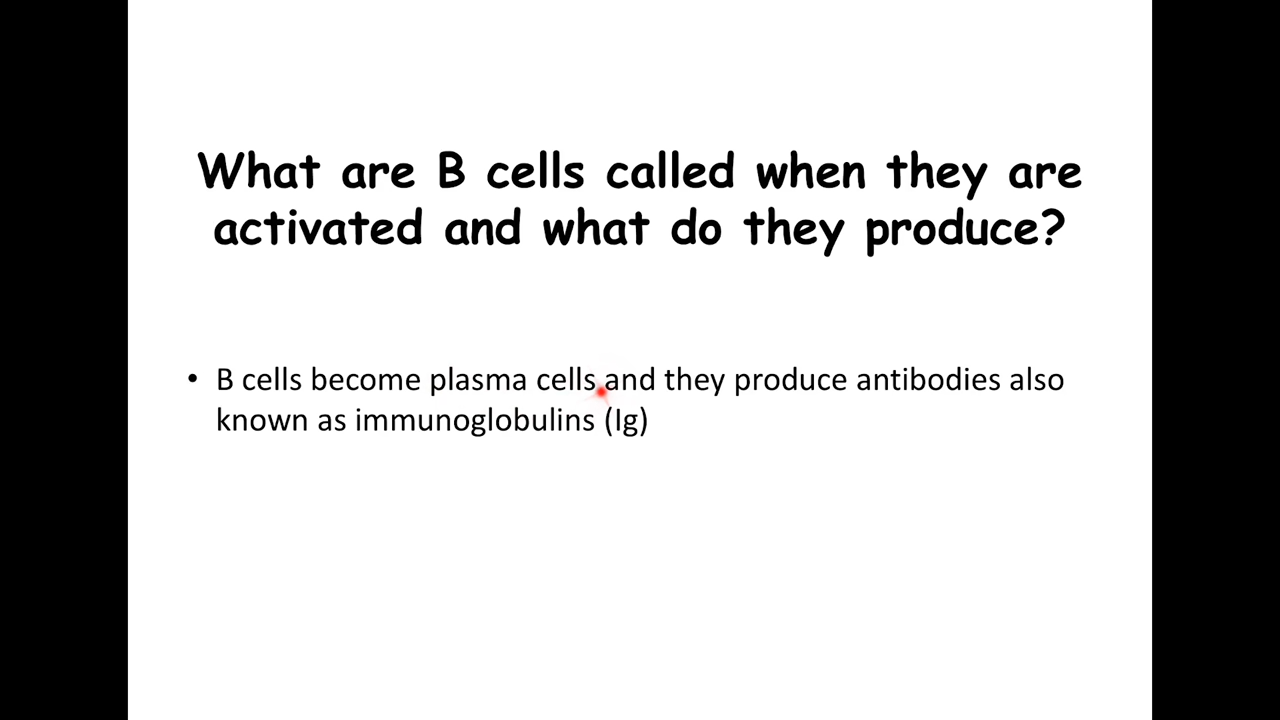 What are B cells called when they are
activated and what do they produce?
• B cells become plasma cells and they produce antibodies also
known as immunoglobulins (Ig)